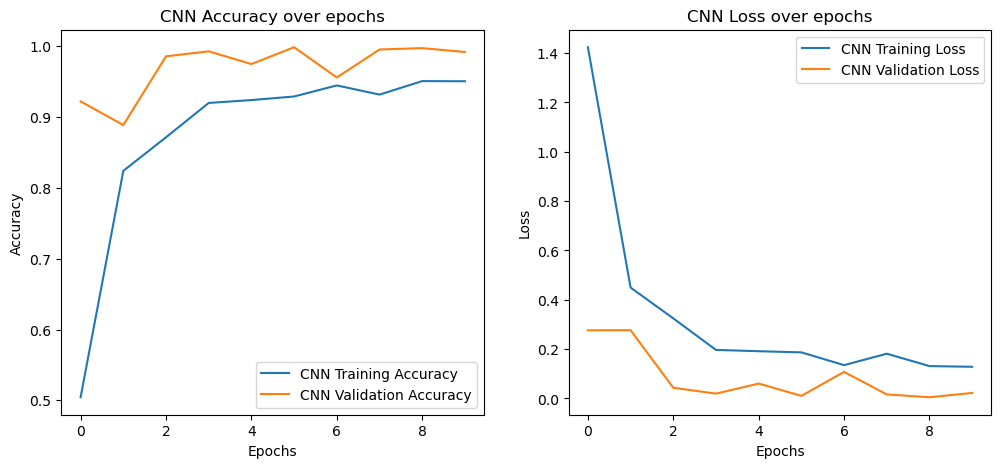 CNN Accuracy over epochs
1.0
0.9
0.8
0.7
0.6
0.5
Accuracy
CNN Training Accuracy
CNN Validation Accuracy
0 2 4 6 8
Epochs
CNN Loss over epochs
1.4
1.2
1.0
0.8
0.6
0.4
0.2
0.0
Loss
CNN Training Loss
CNN Validation Loss
0 2 4 6 8
Epochs